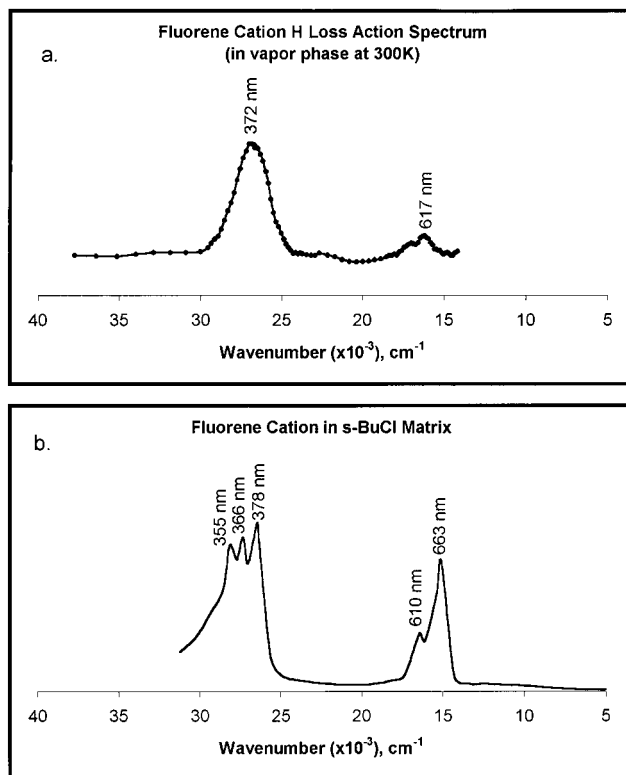 a.
Fluorene Cation H Loss Action Spectrum
(in vapor phase at 300K)
372 nm
617 nm
40 35 30 25 20 15 10 5
Wavenumber (x10⁻³), cm⁻¹
b.
Fluorene Cation in s-BuCl Matrix
355 nm
366 nm
378 nm
610 nm
663 nm
40 35 30 25 20 15 10 5
Wavenumber (x10⁻³), cm⁻¹